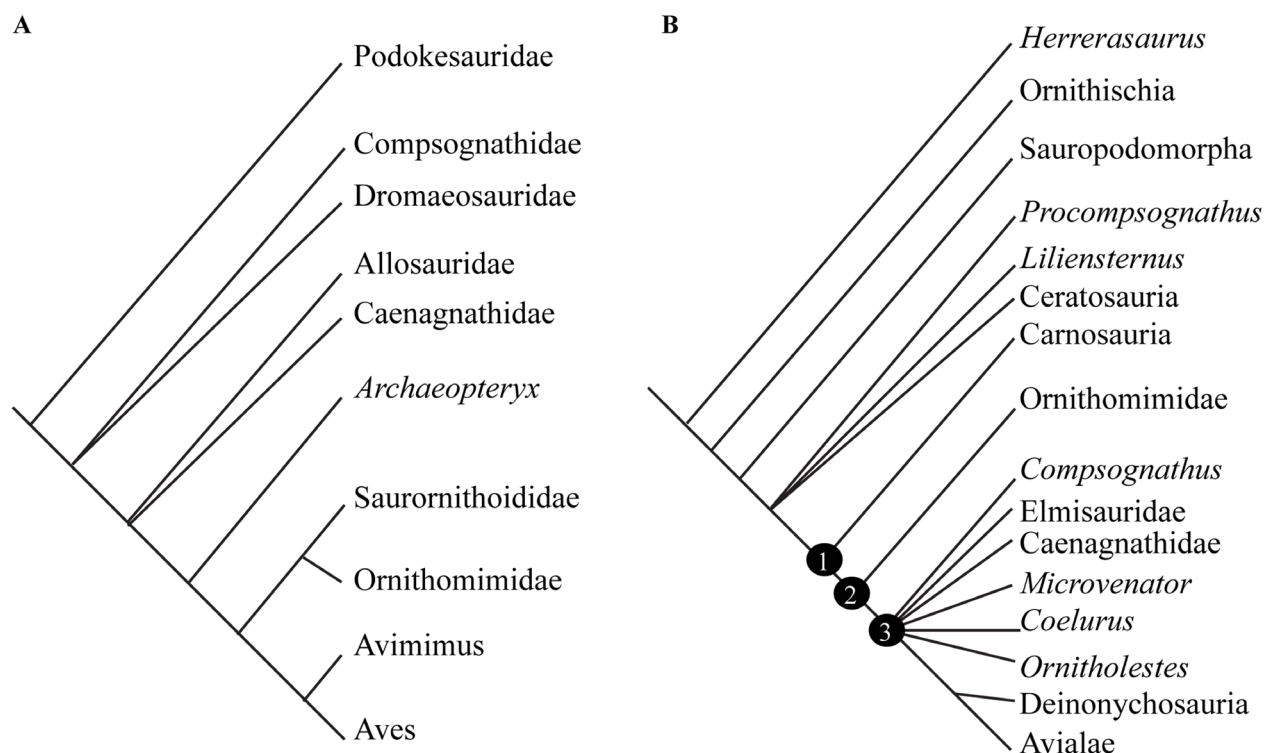 A
Podokesauridae
Compsognathidae
Dromaeosauridae
Allosauridae
Caenagnathidae
Archaeopteryx
Saurornithoididae
Ornithomimidae
Avimimus
Aves
B
Herrerasaurus
Ornithischia
Sauropodomorpha
Procompsognathus
Liliensternus
Ceratosauria
Carnosauria
Ornithomimidae
Compsognathus
Elmisauridae
Caenagnathidae
Microvenator
Coelurus
Ornitholestes
Deinonychosauria
Avialae
1
2
3